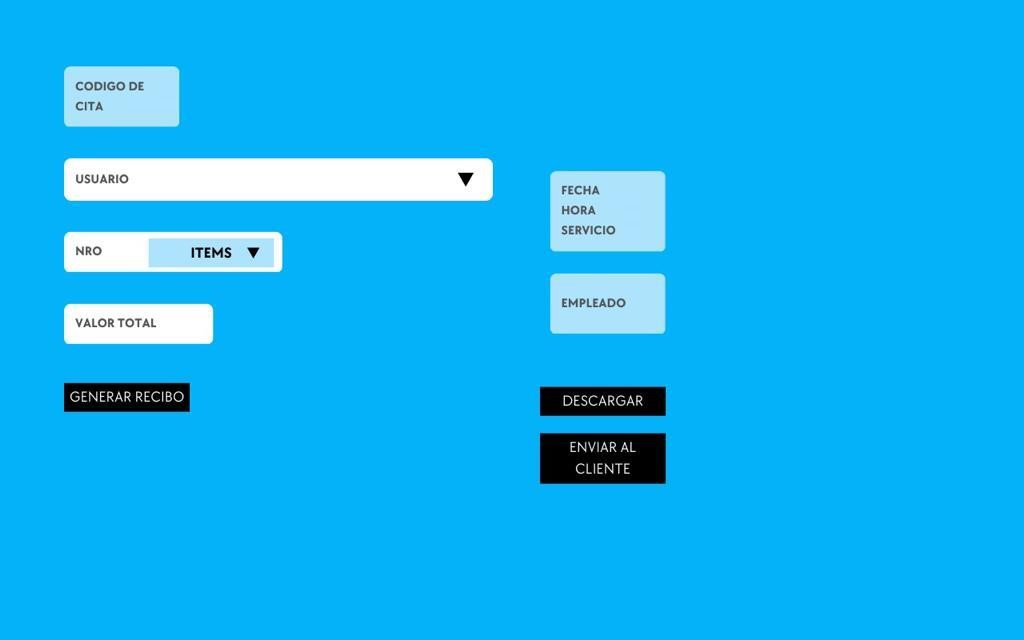 CODIGO DE
CITA
USUARIO
NRO
ITEMS
VALOR TOTAL
GENERAR RECIBO
FECHA
HORA
SERVICIO
EMPLEADO
DESCARGAR
ENVIAR AL
CLIENTE